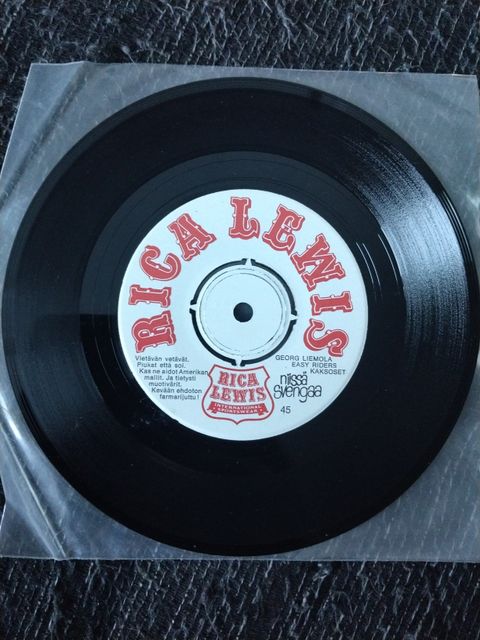 RICA LEWIS
Vietävän vetävät.
Piukat että soi.
Kas ne aidot Amerikan
mallit. Ja tietysti
muotivärit.
Kevään ehdoton
farmarijuttu!
RICA
LEWIS
INTERNATIONAL
SPORTSWEAR
GEORG LIEMOLA
EASY RIDERS
+ KAKSOSET
niissä
svengaa
45